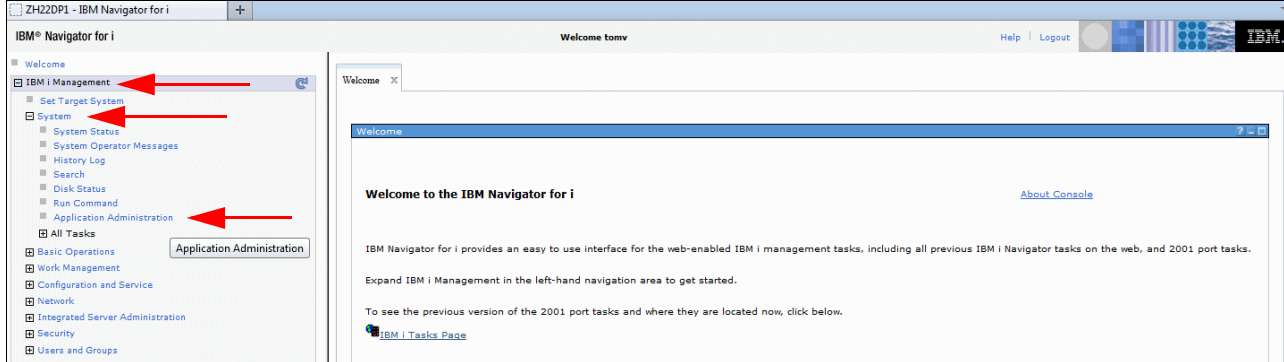 ZH22DP1 - IBM Navigator for i
+
IBM® Navigator for i
Welcome tomv
Help
Logout
IBM.
Welcome
IBM i Management
Set Target System
System
System Status
System Operator Messages
History Log
Search
Disk Status
Run Command
Application Administration
All Tasks
Basic Operations
Application Administration
Work Management
Configuration and Service
Network
Integrated Server Administration
Security
Users and Groups
Welcome X
Welcome
Welcome to the IBM Navigator for i
About Console
IBM Navigator for i provides an easy to use interface for the web-enabled IBM i management tasks, including all previous IBM i Navigator tasks on the web, and 2001 port tasks.
Expand IBM i Management in the left-hand navigation area to get started.
To see the previous version of the 2001 port tasks and where they are located now, click below.
IBM i Tasks Page